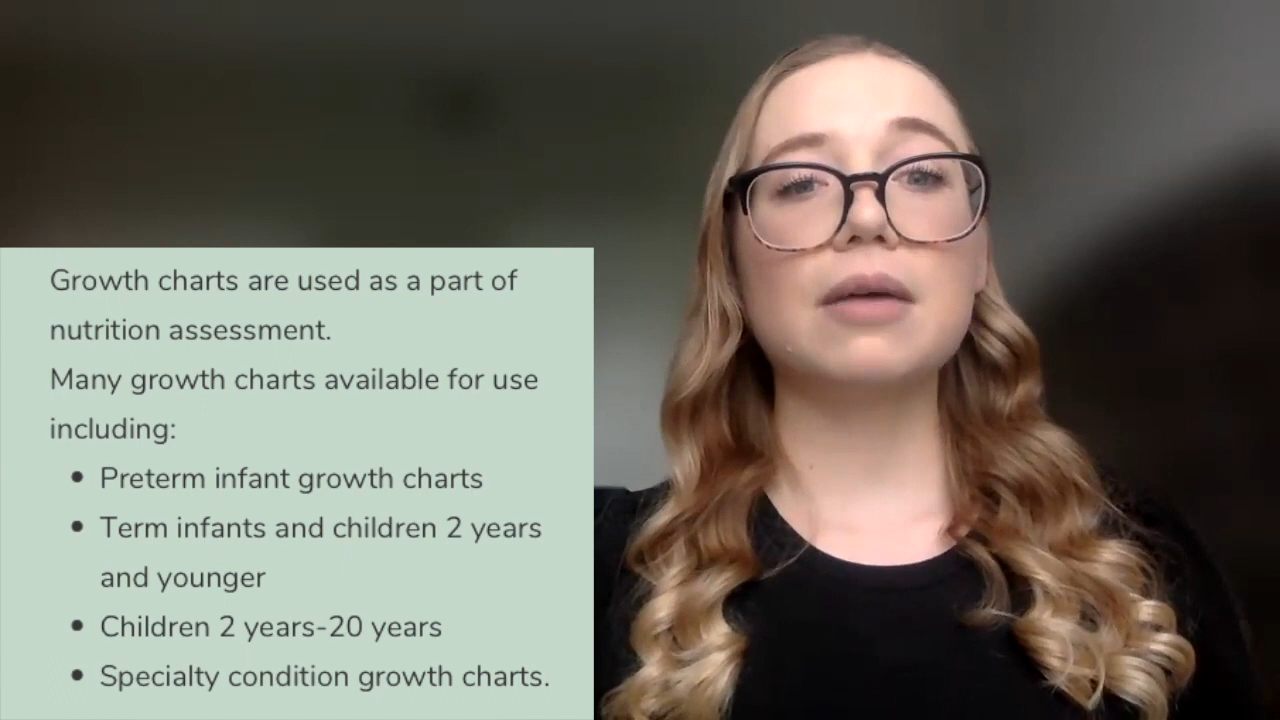 Growth charts are used as a part of
nutrition assessment.
Many growth charts available for use
including:
• Preterm infant growth charts
• Term infants and children 2 years
and younger
• Children 2 years-20 years
• Specialty condition growth charts.